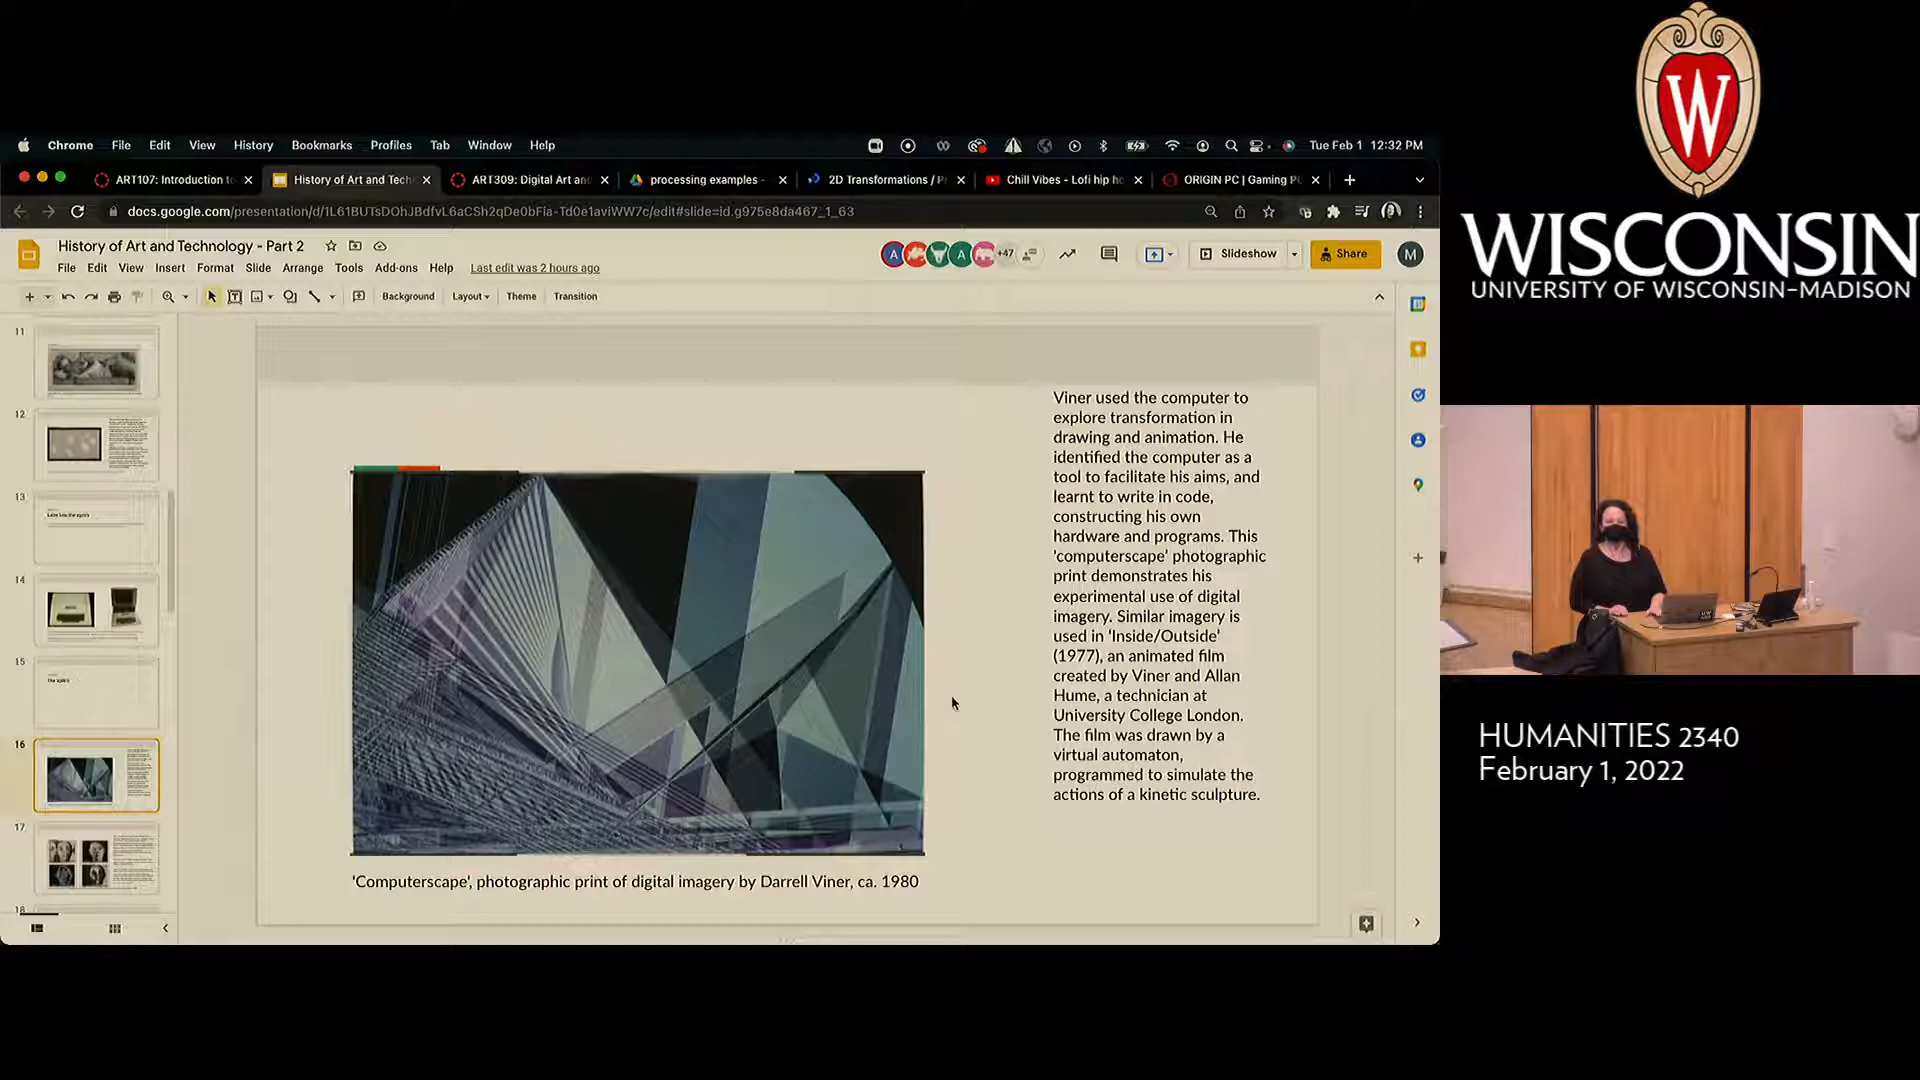 Chrome File Edit View History Bookmarks Profiles Tab Window Help Tue Feb 1 12:32 PM
ART107: Introduction to History of Art and Tech ART309: Digital Art and processing examples - 2D Transformations / P Chill Vibes - Lofi hip ho ORIGIN PC | Gaming P
docs.google.com/presentation/d/1L61BUTsDOhJBdfvL6aCSh2qDe0bFia-Td0e1aviWW7c/edit#slide=id.g975e8da467_1_63
History of Art and Technology - Part 2
+47 Slideshow Share M
File Edit View Insert Format Slide Arrange Tools Add-ons Help Last edit was 2 hours ago
Background Layout Theme Transition
11
12
13
14
15
16
17
18
Viner used the computer to
explore transformation in
drawing and animation. He
identified the computer as a
tool to facilitate his aims, and
learnt to write in code,
constructing his own
hardware and programs. This
'computerscape' photographic
print demonstrates his
experimental use of digital
imagery. Similar imagery is
used in 'Inside/Outside'
(1977), an animated film
created by Viner and Allan
Hume, a technician at
University College London.
The film was drawn by a
virtual automaton,
programmed to simulate the
actions of a kinetic sculpture.
'Computerscape', photographic print of digital imagery by Darrell Viner, ca. 1980
W
WISCONSIN
UNIVERSITY OF WISCONSIN–MADISON
HUMANITIES 2340
February 1, 2022